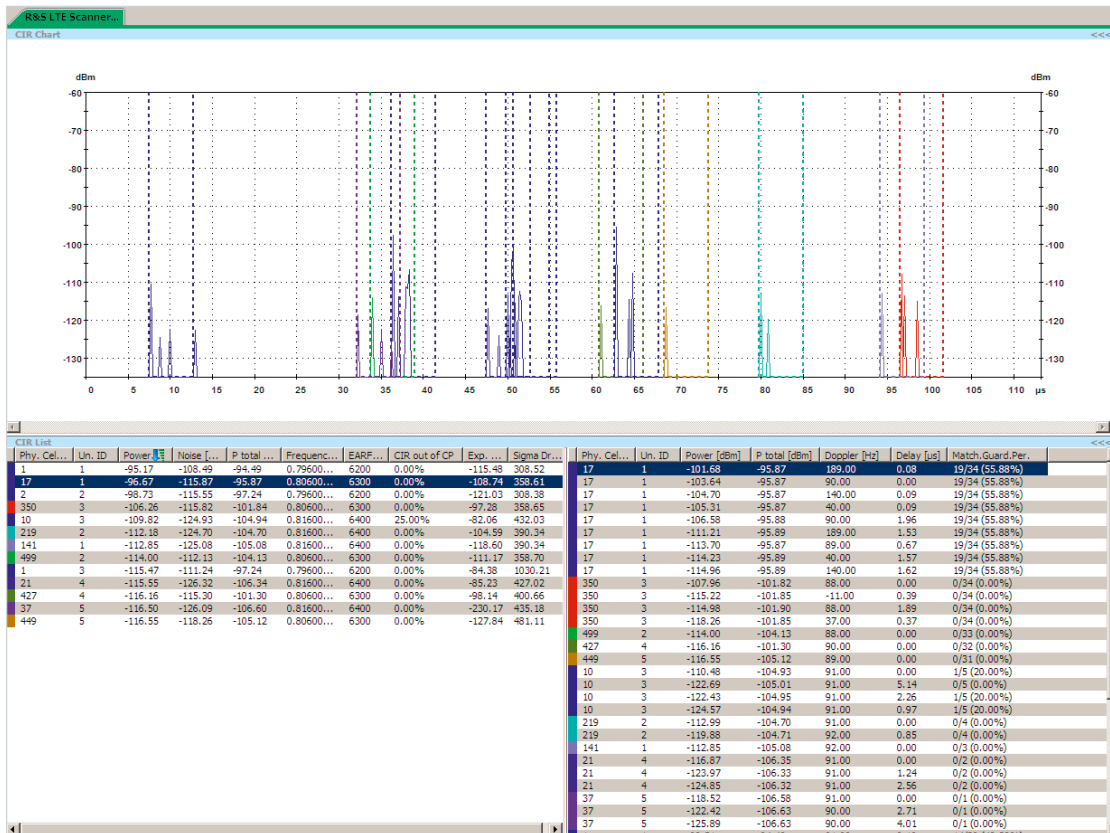 R&S LTE Scanner...
CIR Chart <<<
dBm dBm
-60 -60
-70 -70
-80 -80
-90 -90
-100 -100
-110 -110
-120 -120
-130 -130
0 5 10 15 20 25 30 35 40 45 50 55 60 65 70 75 80 85 90 95 100 105 110 µs
CIR List <<<
Phy. Cel... Un. ID Power... Noise [... P total ... Frequenc... EARF... CIR out of CP Exp. ... Sigma Dr...
1 1 -95.17 -108.49 -94.49 0.79600... 6200 0.00% -115.48 308.52
17 1 -96.67 -115.87 -95.87 0.80600... 6300 0.00% -108.74 358.61
2 2 -98.73 -115.55 -97.24 0.79600... 6200 0.00% -121.03 308.38
350 3 -106.26 -115.82 -101.84 0.80600... 6300 0.00% -97.28 358.65
10 3 -109.82 -124.93 -104.94 0.81600... 6400 25.00% -82.06 432.03
219 2 -112.18 -124.70 -104.70 0.81600... 6400 0.00% -104.59 390.34
141 1 -112.85 -125.08 -105.08 0.81600... 6400 0.00% -118.60 390.34
499 2 -114.00 -112.13 -104.13 0.80600... 6300 0.00% -111.17 358.70
1 3 -115.47 -111.24 -97.24 0.79600... 6200 0.00% -84.38 1030.21
21 4 -115.55 -126.32 -106.34 0.81600... 6400 0.00% -85.23 427.02
427 4 -116.16 -115.30 -101.30 0.80600... 6300 0.00% -98.14 400.66
37 5 -116.50 -126.09 -106.60 0.81600... 6400 0.00% -230.17 435.18
449 5 -116.55 -118.26 -105.12 0.80600... 6300 0.00% -127.84 481.11
Phy. Cel... Un. ID Power [dBm] P total [dBm] Doppler [Hz] Delay [µs] Match.Guard.Per.
17 1 -101.68 -95.87 189.00 0.08 19/34 (55.88%)
17 1 -103.64 -95.87 90.00 0.00 19/34 (55.88%)
17 1 -104.70 -95.87 140.00 0.09 19/34 (55.88%)
17 1 -105.31 -95.87 40.00 0.09 19/34 (55.88%)
17 1 -106.58 -95.88 90.00 1.96 19/34 (55.88%)
17 1 -111.21 -95.89 189.00 1.53 19/34 (55.88%)
17 1 -113.70 -95.87 89.00 0.67 19/34 (55.88%)
17 1 -114.23 -95.89 40.00 1.57 19/34 (55.88%)
17 1 -114.96 -95.89 140.00 1.62 19/34 (55.88%)
350 3 -107.96 -101.82 88.00 0.00 0/34 (0.00%)
350 3 -115.22 -101.85 -11.00 0.39 0/34 (0.00%)
350 3 -114.98 -101.90 88.00 1.89 0/34 (0.00%)
350 3 -118.26 -101.85 37.00 0.37 0/34 (0.00%)
499 2 -114.00 -104.13 88.00 0.00 0/33 (0.00%)
427 4 -116.16 -101.30 90.00 0.00 0/32 (0.00%)
449 5 -116.55 -105.12 89.00 0.00 0/31 (0.00%)
10 3 -110.48 -104.93 91.00 0.00 1/5 (20.00%)
10 3 -122.69 -105.01 91.00 5.14 0/5 (0.00%)
10 3 -122.43 -104.95 91.00 2.26 1/5 (20.00%)
10 3 -124.57 -104.94 91.00 0.97 1/5 (20.00%)
219 2 -112.99 -104.70 91.00 0.00 0/4 (0.00%)
219 2 -119.88 -104.71 92.00 0.85 0/4 (0.00%)
141 1 -112.85 -105.08 92.00 0.00 0/3 (0.00%)
21 4 -116.87 -106.35 91.00 0.00 0/2 (0.00%)
21 4 -123.97 -106.33 91.00 1.24 0/2 (0.00%)
21 4 -124.85 -106.32 91.00 2.56 0/2 (0.00%)
37 5 -118.52 -106.58 91.00 0.00 0/1 (0.00%)
37 5 -122.42 -106.63 90.00 2.71 0/1 (0.00%)
37 5 -125.89 -106.63 90.00 4.01 0/1 (0.00%)